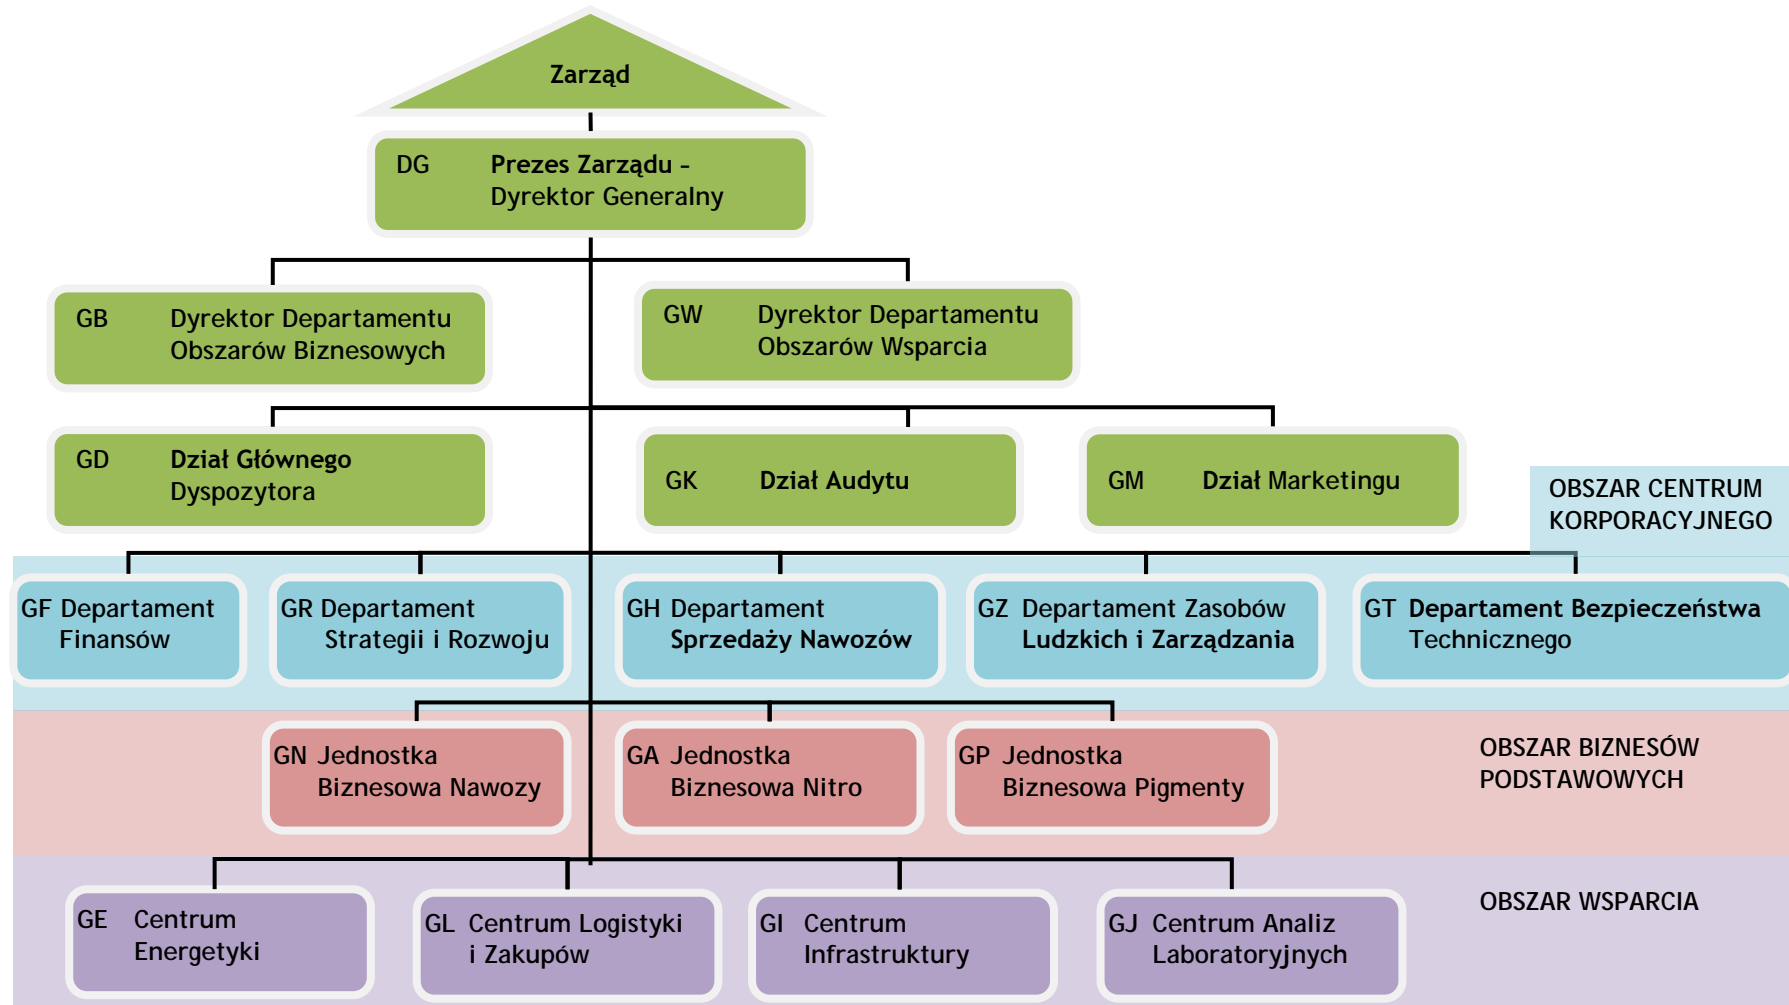 Zarząd
DG Prezes Zarządu –
Dyrektor Generalny
GB Dyrektor Departamentu
Obszarów Biznesowych
GW Dyrektor Departamentu
Obszarów Wsparcia
GD Dział Głównego
Dyspozytora
GK Dział Audytu
GM Dział Marketingu
OBSZAR CENTRUM
KORPORACYJNEGO
GF Departament
Finansów
GR Departament
Strategii i Rozwoju
GH Departament
Sprzedaży Nawozów
GZ Departament Zasobów
Ludzkich i Zarządzania
GT Departament Bezpieczeństwa
Technicznego
GN Jednostka
Biznesowa Nawozy
GA Jednostka
Biznesowa Nitro
GP Jednostka
Biznesowa Pigmenty
OBSZAR BIZNESÓW
PODSTAWOWYCH
GE Centrum
Energetyki
GL Centrum Logistyki
i Zakupów
GI Centrum
Infrastruktury
GJ Centrum Analiz
Laboratoryjnych
OBSZAR WSPARCIA